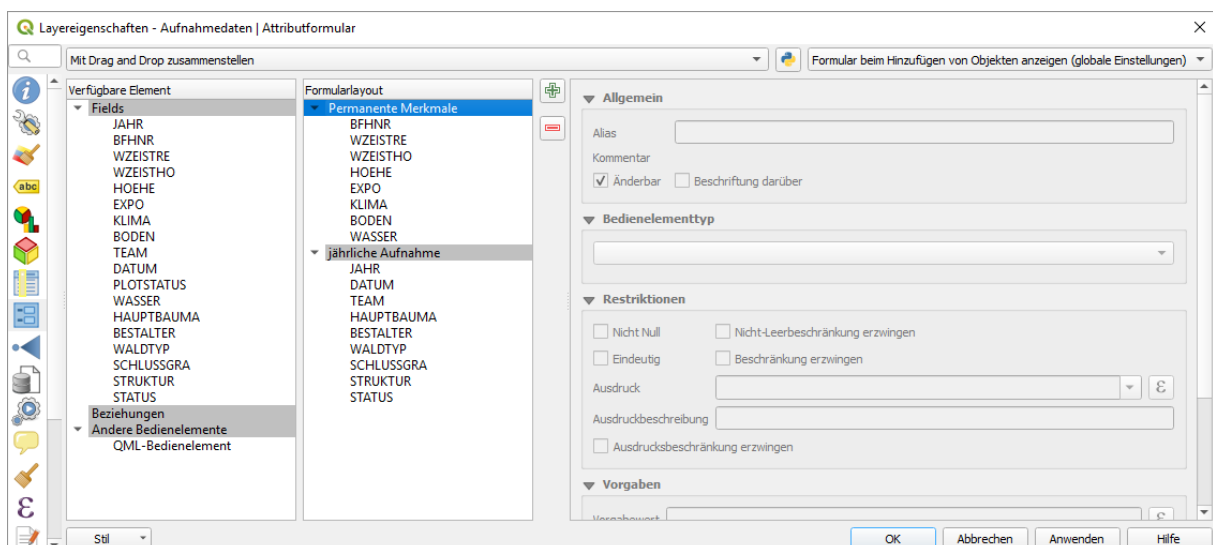 Layereigenschaften - Aufnahmedaten | Attributformular
Mit Drag and Drop zusammenstellen
Formular beim Hinzufügen von Objekten anzeigen (globale Einstellungen)
abc
Verfügbare Element
Fields
JAHR
BFHNR
WZEISTRE
WZEISTHO
HOEHE
EXPO
KLIMA
BODEN
TEAM
DATUM
PLOTSTATUS
WASSER
HAUPTBAUMA
BESTALTER
WALDTYP
SCHLUSSGRA
STRUKTUR
STATUS
Beziehungen
Andere Bedienelemente
QML-Bedienelement
Formularlayout
Permanente Merkmale
BFHNR
WZEISTRE
WZEISTHO
HOEHE
EXPO
KLIMA
BODEN
WASSER
jährliche Aufnahme
JAHR
DATUM
TEAM
HAUPTBAUMA
BESTALTER
WALDTYP
SCHLUSSGRA
STRUKTUR
STATUS
Allgemein
Alias
Kommentar
Änderbar Beschriftung darüber
Bedienelementtyp
Restriktionen
Nicht Null Nicht-Leerbeschränkung erzwingen
Eindeutig Beschränkung erzwingen
Ausdruck ε
Ausdruckbeschreibung
Ausdrucksbeschränkung erzwingen
Vorgaben
Vorgabewert ε
Stil
OK Abbrechen Anwenden Hilfe